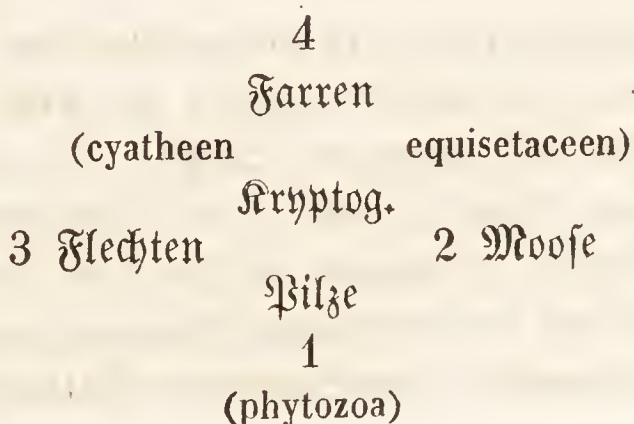 4
Farren
(cyatheen equisetaceen)
Kryptog.
3 Flechten 2 Mooſe
Pilze
1
(phytozoa)